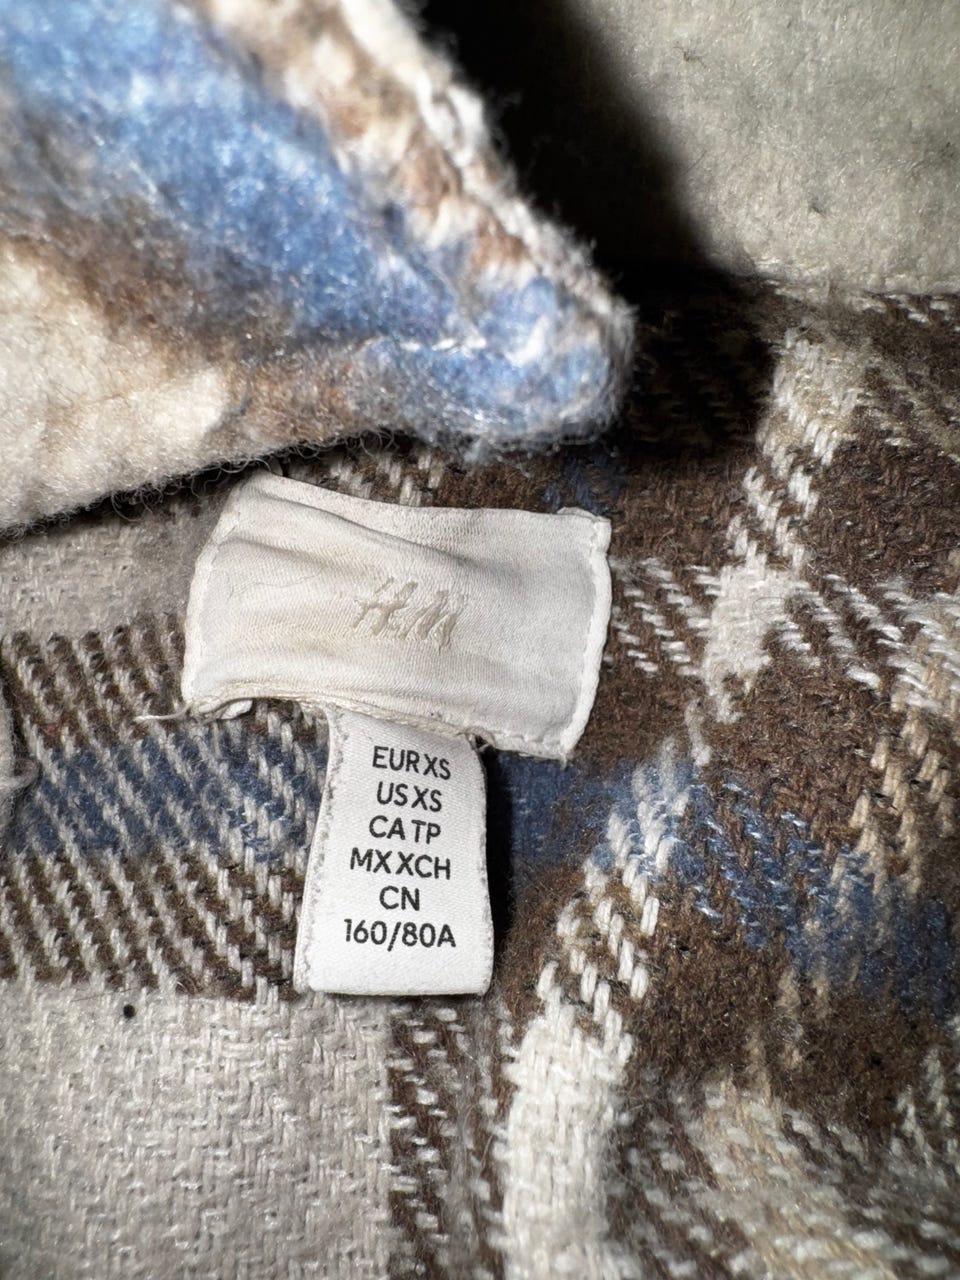 H&M
EUR XS
US XS
CA TP
MX XCH
CN
160/80A